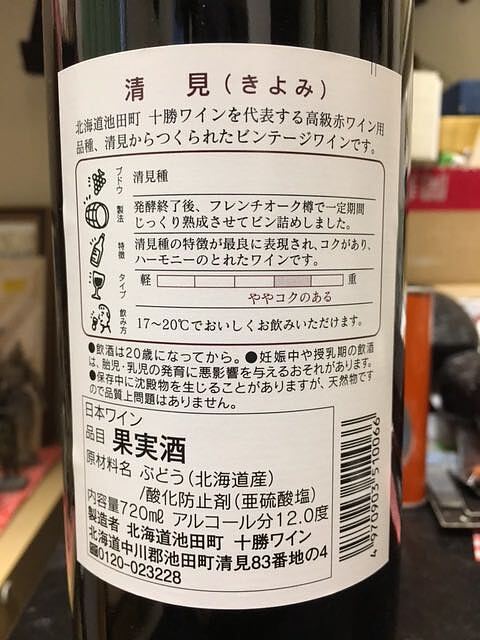 清 見(きよみ)
北海道池田町 十勝ワインを代表する高級赤ワイン用
品種、清見からつくられたビンテージワインです。
ブドウ
清見種
製法
発酵終了後、フレンチオーク樽で一定期間
じっくり熟成させてビン詰めしました。
特徴
清見種の特徴が最良に表現され、コクがあり、
ハーモニーのとれたワインです。
タイプ
軽 重
ややコクのある
飲み方
17〜20℃でおいしくお飲みいただけます。
●飲酒は20歳になってから。●妊娠中や授乳期の飲酒
は、胎児・乳児の発育に悪影響を与えるおそれがあります。
●保存中に沈殿物を生じることがありますが、天然物です
ので品質上問題はありません。
日本ワイン
品目 果実酒
原材料名 ぶどう(北海道産)
/酸化防止剤(亜硫酸塩)
内容量720mℓ アルコール分12.0度
製造者 北海道池田町 十勝ワイン
北海道中川郡池田町清見83番地の4
☎0120-023228
4970903510066